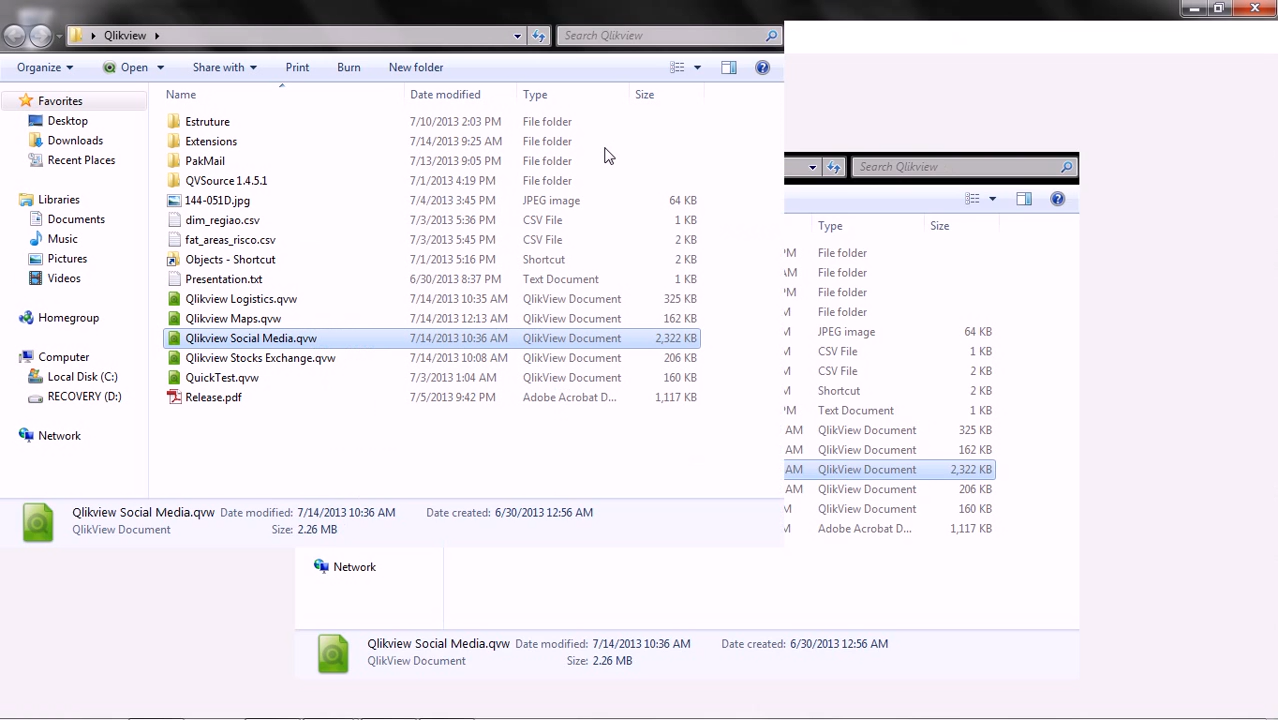 Qlikview
Search Qlikview
Organize Open Share with Print Burn New folder
Name Date modified Type Size
Favorites
Desktop
Downloads
Recent Places
Libraries
Documents
Music
Pictures
Videos
Homegroup
Computer
Local Disk (C:)
RECOVERY (D:)
Network
Estruture 7/10/2013 2:03 PM File folder
Extensions 7/14/2013 9:25 AM File folder
PakMail 7/13/2013 9:05 PM File folder
QVSource 1.4.5.1 7/1/2013 4:19 PM File folder
144-051D.jpg 7/4/2013 3:45 PM JPEG image 64 KB
dim_regiao.csv 7/3/2013 5:36 PM CSV File 1 KB
fat_areas_risco.csv 7/3/2013 5:45 PM CSV File 2 KB
Objects - Shortcut 7/1/2013 5:16 PM Shortcut 2 KB
Presentation.txt 6/30/2013 8:37 PM Text Document 1 KB
Qlikview Logistics.qvw 7/14/2013 10:35 AM QlikView Document 325 KB
Qlikview Maps.qvw 7/14/2013 12:13 AM QlikView Document 162 KB
Qlikview Social Media.qvw 7/14/2013 10:36 AM QlikView Document 2,322 KB
Qlikview Stocks Exchange.qvw 7/14/2013 10:08 AM QlikView Document 206 KB
QuickTest.qvw 7/3/2013 1:04 AM QlikView Document 160 KB
Release.pdf 7/5/2013 9:42 PM Adobe Acrobat D... 1,117 KB
Qlikview Social Media.qvw Date modified: 7/14/2013 10:36 AM Date created: 6/30/2013 12:56 AM
QlikView Document Size: 2.26 MB
Search Qlikview
Type Size
PM File folder
AM File folder
PM File folder
M File folder
M JPEG image 64 KB
M CSV File 1 KB
M CSV File 2 KB
M Shortcut 2 KB
PM Text Document 1 KB
AM QlikView Document 325 KB
AM QlikView Document 162 KB
AM QlikView Document 2,322 KB
AM QlikView Document 206 KB
M QlikView Document 160 KB
M Adobe Acrobat D... 1,117 KB
Network
Qlikview Social Media.qvw Date modified: 7/14/2013 10:36 AM Date created: 6/30/2013 12:56 AM
QlikView Document Size: 2.26 MB